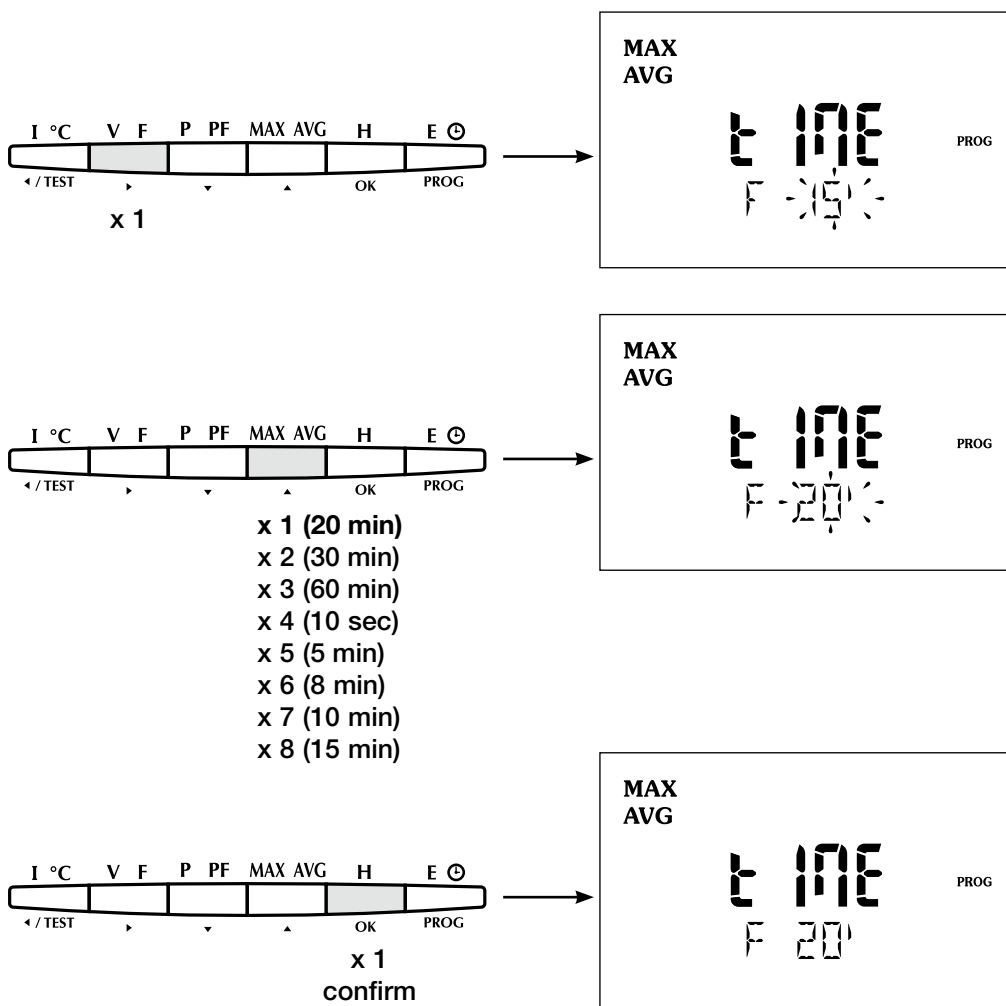 MAX
AVG
t IME
PROG
F 15'
I °C V F P PF MAX AVG H E
◂ / TEST ▸ ▾ ▴ OK PROG
x 1
MAX
AVG
t IME
PROG
F 20'
I °C V F P PF MAX AVG H E
◂ / TEST ▸ ▾ ▴ OK PROG
x 1 (20 min)
x 2 (30 min)
x 3 (60 min)
x 4 (10 sec)
x 5 (5 min)
x 6 (8 min)
x 7 (10 min)
x 8 (15 min)
MAX
AVG
t IME
PROG
F 20'
I °C V F P PF MAX AVG H E
◂ / TEST ▸ ▾ ▴ OK PROG
x 1
confirm